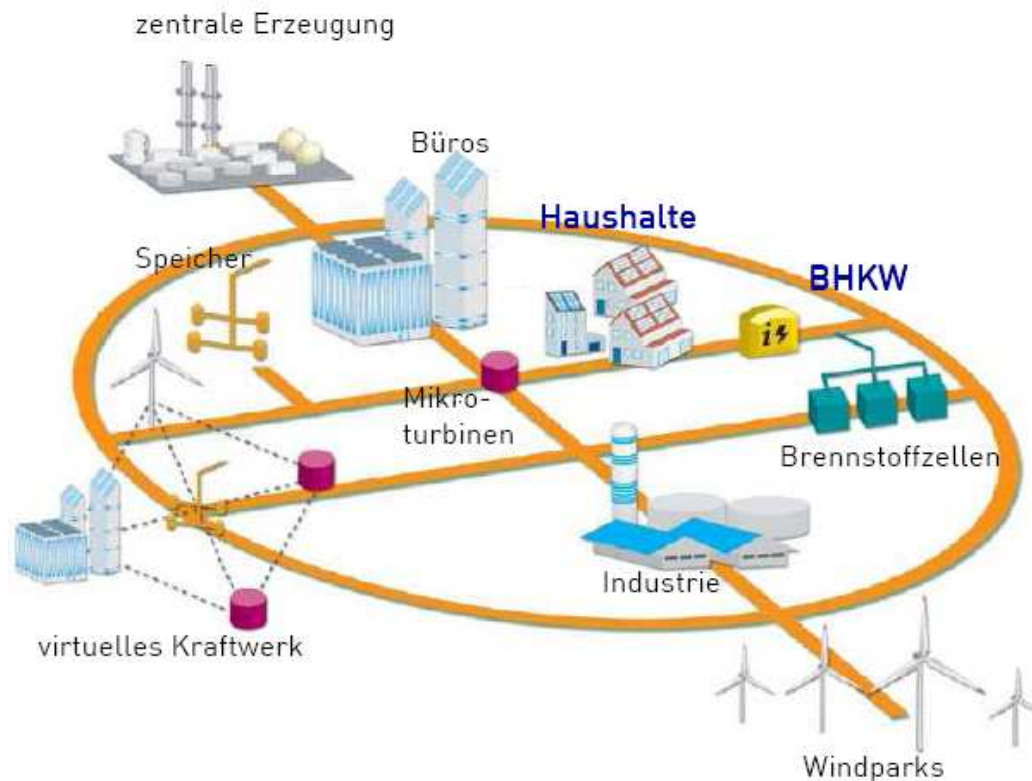 zentrale Erzeugung
Büros
Haushalte
Speicher
BHKW
i
Mikro-
turbinen
Brennstoffzellen
Industrie
virtuelles Kraftwerk
Windparks